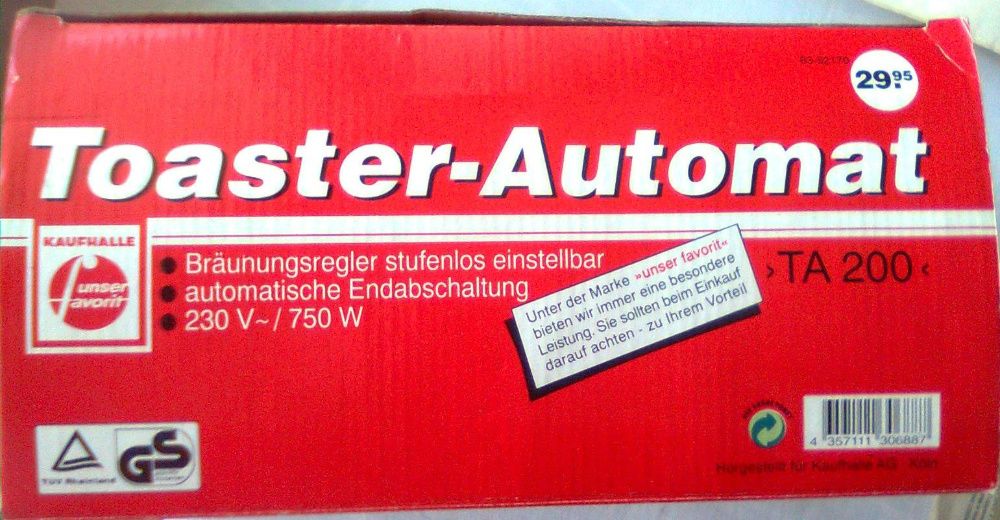 29.95
Toaster-Automat
KAUFHALLE
unser
favorit
• Bräunungsregler stufenlos einstellbar
• automatische Endabschaltung
• 230 V~ / 750 W
Unter der Marke »unser favorit«
bieten wir immer eine besondere
Leistung. Sie sollten beim Einkauf
darauf achten - zu Ihrem Vorteil
›TA 200‹
TÜV Rheinland
GS
4 357111 306887
Hergestellt für Kaufhalle AG Köln